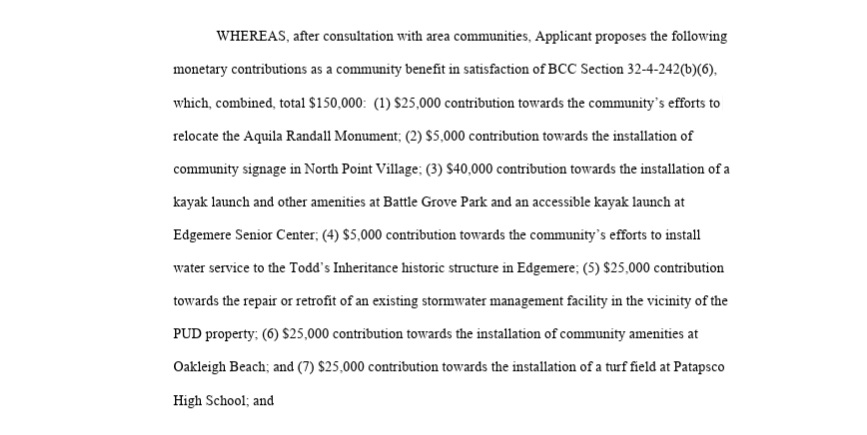 WHEREAS, after consultation with area communities, Applicant proposes the following
monetary contributions as a community benefit in satisfaction of BCC Section 32-4-242(b)(6),
which, combined, total $150,000:  (1) $25,000 contribution towards the community's efforts to
relocate the Aquila Randall Monument; (2) $5,000 contribution towards the installation of
community signage in North Point Village; (3) $40,000 contribution towards the installation of a
kayak launch and other amenities at Battle Grove Park and an accessible kayak launch at
Edgemere Senior Center; (4) $5,000 contribution towards the community's efforts to install
water service to the Todd's Inheritance historic structure in Edgemere; (5) $25,000 contribution
towards the repair or retrofit of an existing stormwater management facility in the vicinity of the
PUD property; (6) $25,000 contribution towards the installation of community amenities at
Oakleigh Beach; and (7) $25,000 contribution towards the installation of a turf field at Patapsco
High School; and